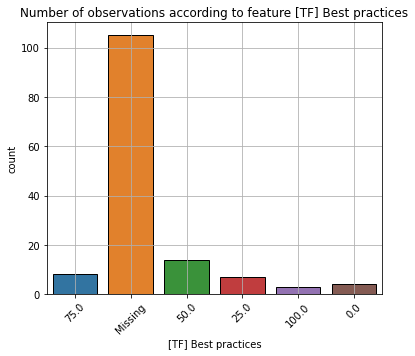 Number of observations according to feature [TF] Best practices
100
80
60
40
20
0
count
75.0
Missing
50.0
25.0
100.0
0.0
[TF] Best practices